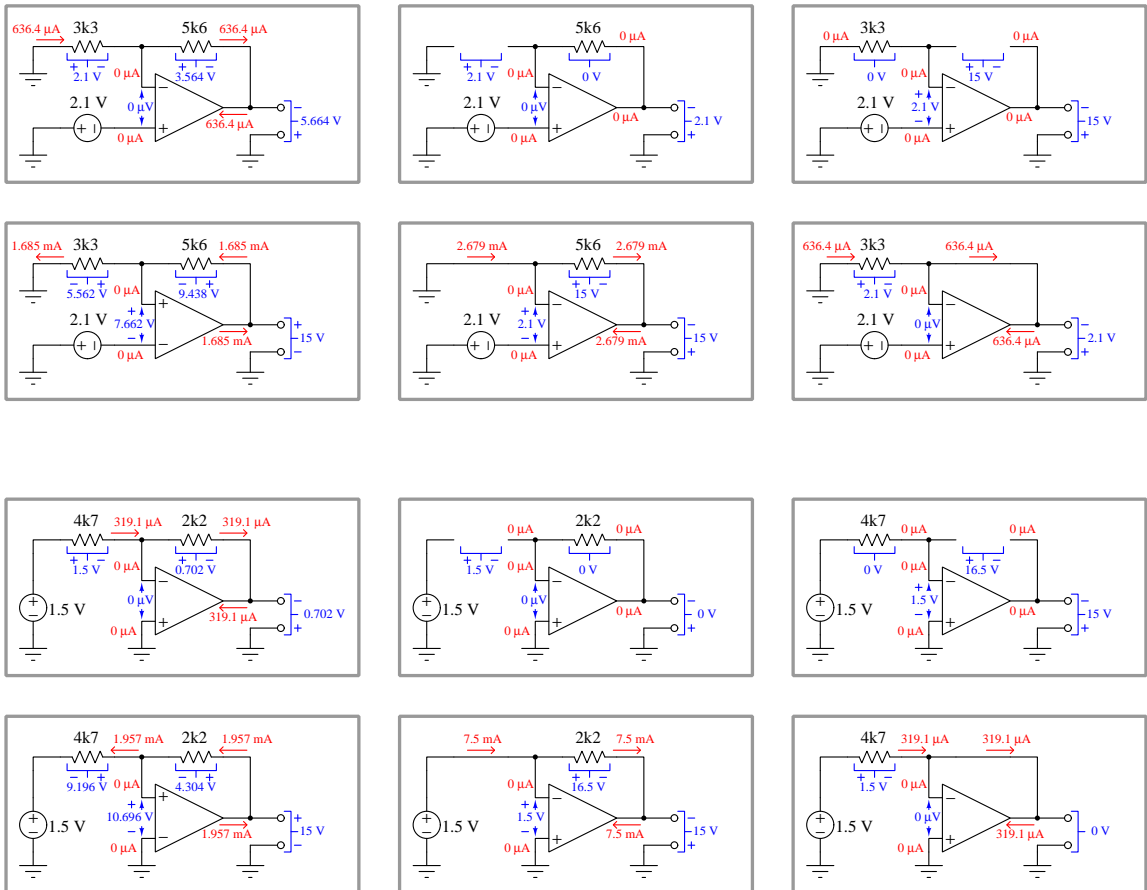 636.4 µA 3k3 5k6 636.4 µA
+ − + −
2.1 V 0 µA 3.564 V
−
2.1 V 0 µV
+ − − 5.664 V
+ 636.4 µA +
0 µA
5k6 0 µA
+ −
2.1 V 0 µA 0 V
−
2.1 V 0 µV
+ − − 2.1 V
+ 0 µA +
0 µA
0 µA 3k3 0 µA
+ −
0 V 0 µA 15 V
+ −
2.1 V 2.1 V
+ − − 15 V
− + 0 µA +
0 µA
1.685 mA 3k3 5k6 1.685 mA
− + − +
5.562 V 0 µA 9.438 V
+ +
2.1 V 7.662 V
+ − + 15 V
− − 1.685 mA −
0 µA
2.679 mA 5k6 2.679 mA
+ −
0 µA 15 V
+ −
2.1 V 2.1 V
+ − − 15 V
− + 2.679 mA +
0 µA
636.4 µA 3k3 636.4 µA
+ −
2.1 V 0 µA
−
2.1 V 0 µV
+ − − 2.1 V
+ 636.4 µA +
0 µA
4k7 319.1 µA 2k2 319.1 µA
+ − + −
1.5 V 0 µA 0.702 V
−
0 µV
+ − 1.5 V − 0.702 V
+ 319.1 µA +
0 µA
2k2
0 µA 0 µA
+ −
1.5 V 0 µA 0 V
−
0 µV
+ − 1.5 V − 0 V
+ 0 µA +
0 µA
4k7 0 µA 0 µA
+ −
0 V 0 µA 16.5 V
+ −
1.5 V
+ − 1.5 V − 15 V
− + 0 µA +
0 µA
4k7 1.957 mA 2k2 1.957 mA
− + − +
9.196 V 0 µA 4.304 V
+ +
10.696 V
+ − 1.5 V + 15 V
− − 1.957 mA −
0 µA
7.5 mA 2k2 7.5 mA
+ −
0 µA 16.5 V
+ −
1.5 V
+ − 1.5 V − 15 V
− + 7.5 mA +
0 µA
4k7 319.1 µA 319.1 µA
+ −
1.5 V 0 µA
−
0 µV
+ − 1.5 V − 0 V
+ 319.1 µA +
0 µA